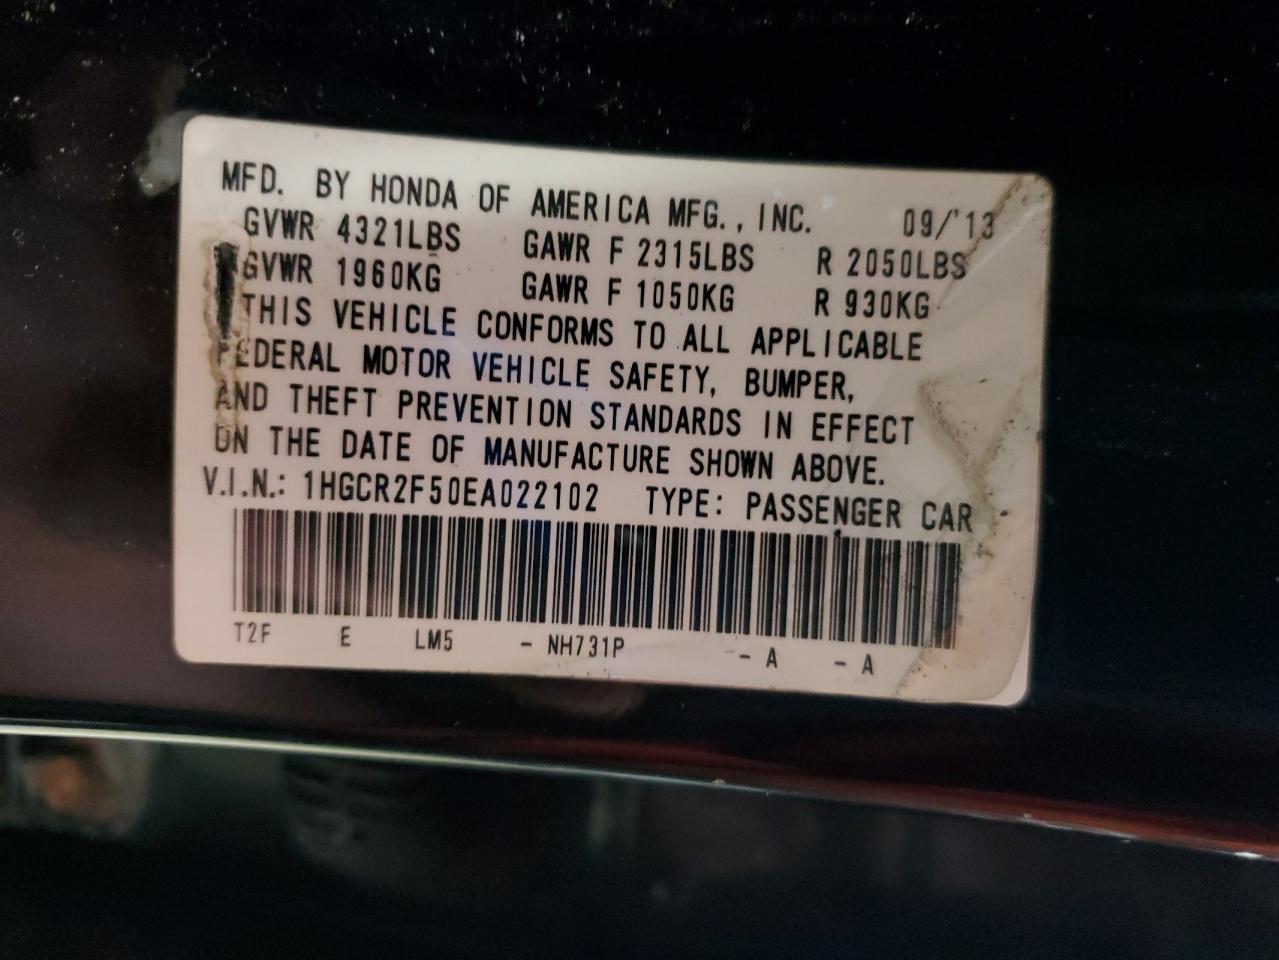 MFD. BY HONDA OF AMERICA MFG., INC. 09/'13
GVWR 4321LBS GAWR F 2315LBS R 2050LBS
GVWR 1960KG GAWR F 1050KG R 930KG
THIS VEHICLE CONFORMS TO ALL APPLICABLE
FEDERAL MOTOR VEHICLE SAFETY, BUMPER,
AND THEFT PREVENTION STANDARDS IN EFFECT
ON THE DATE OF MANUFACTURE SHOWN ABOVE.
V.I.N.: 1HGCR2F50EA022102 TYPE: PASSENGER CAR
T2F E LM5 - NH731P - A - A